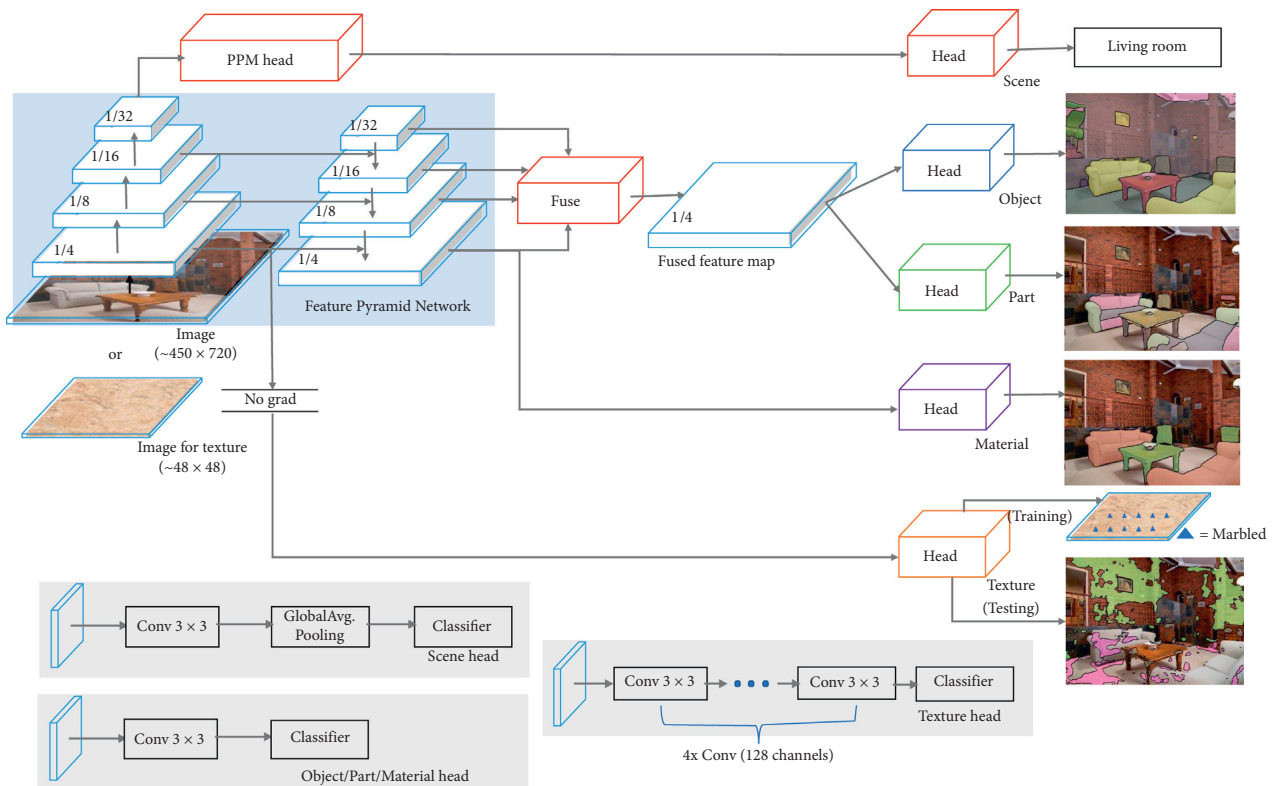 PPM head
Head
Scene
Living room
1/32
1/16
1/8
1/4
1/32
1/16
1/8
1/4
Feature Pyramid Network
Fuse
1/4
Fused feature map
Head
Object
Head
Part
Head
Material
Image
(~450 × 720)
or
No grad
Image for texture
(~48 × 48)
Head
(Training)
Texture
(Testing)
= Marbled
Conv 3 × 3
GlobalAvg.
Pooling
Classifier
Scene head
Conv 3 × 3
Classifier
Object/Part/Material head
Conv 3 × 3
Conv 3 × 3
Classifier
Texture head
4x Conv (128 channels)